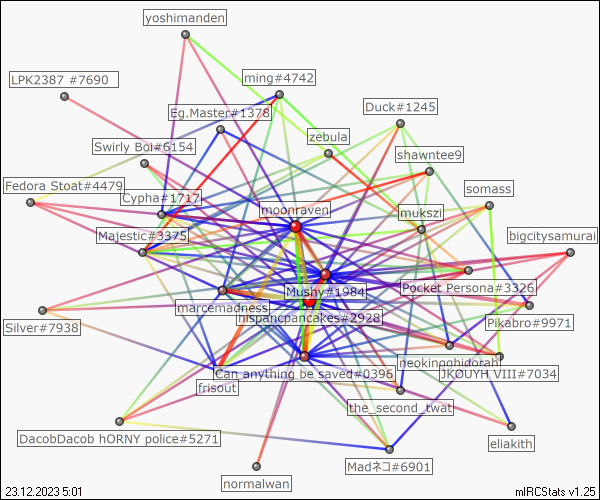 yoshimanden
LPK2387 #7690
ming#4742
Eg.Master#1378
Duck#1245
zebula
Swirly Boi#6154
shawntee9
Fedora Stoat#4479
somass
Cypha#1717
moonraven
mukszi
Majestic#3375
bigcitysamurai
Mushy#1984
Pocket Persona#3326
marcemadness
hispancpancakes#2928
Pikabro#9971
Silver#7938
neokingghidorah
Can anything be saved#0396
JKØUYH VIII#7034
frisout
the_second_twat
DacobDacob hORNY police#5271
eliakith
Madネコ#6901
normalwan
23.12.2023 5:01
mIRCStats v1.25